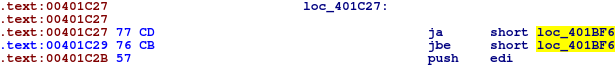 .text:00401C27 loc_401C27:
.text:00401C27
.text:00401C27 77 CD ja short loc_401BF6
.text:00401C29 76 CB jbe short loc_401BF6
.text:00401C2B 57 push edi